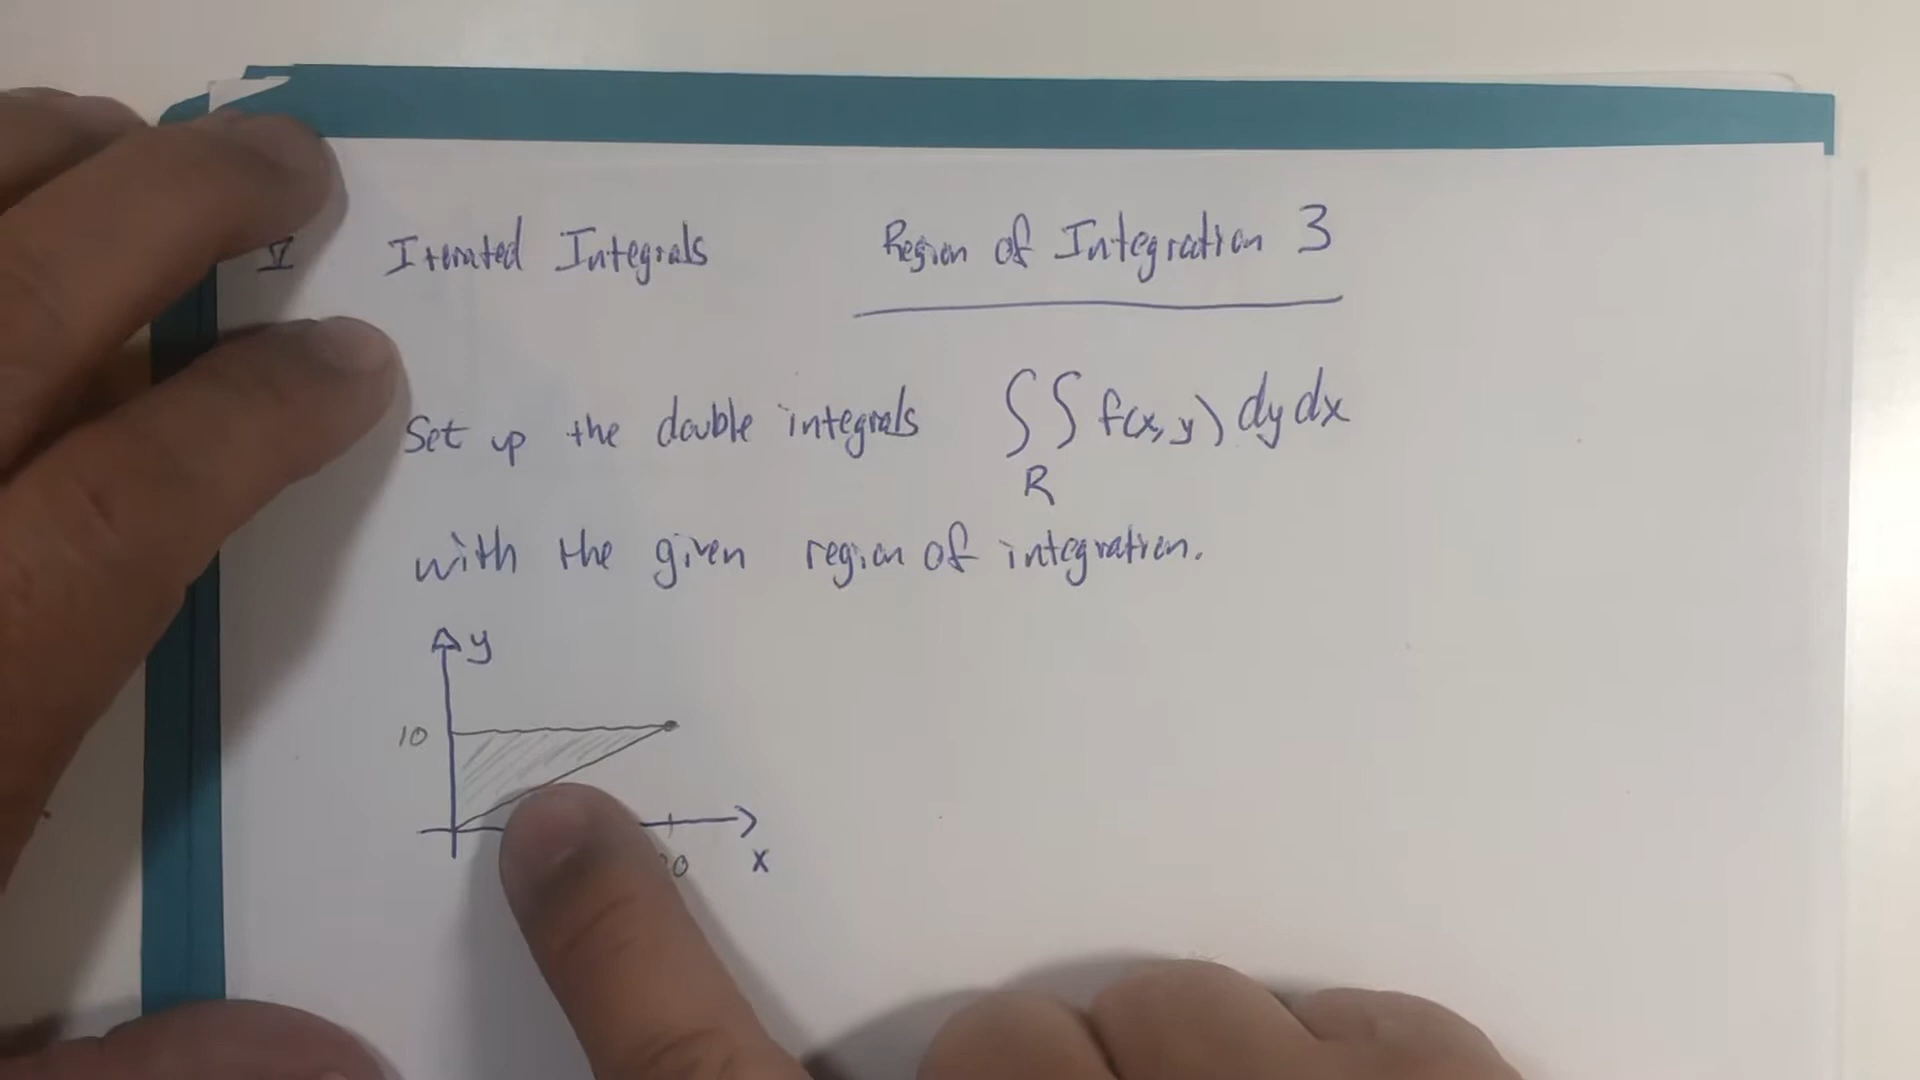 V Iterated Integrals Region of Integration 3
Set up the double integrals ∫∫ f(x,y) dy dx
R
with the given region of integration.
y
10
x